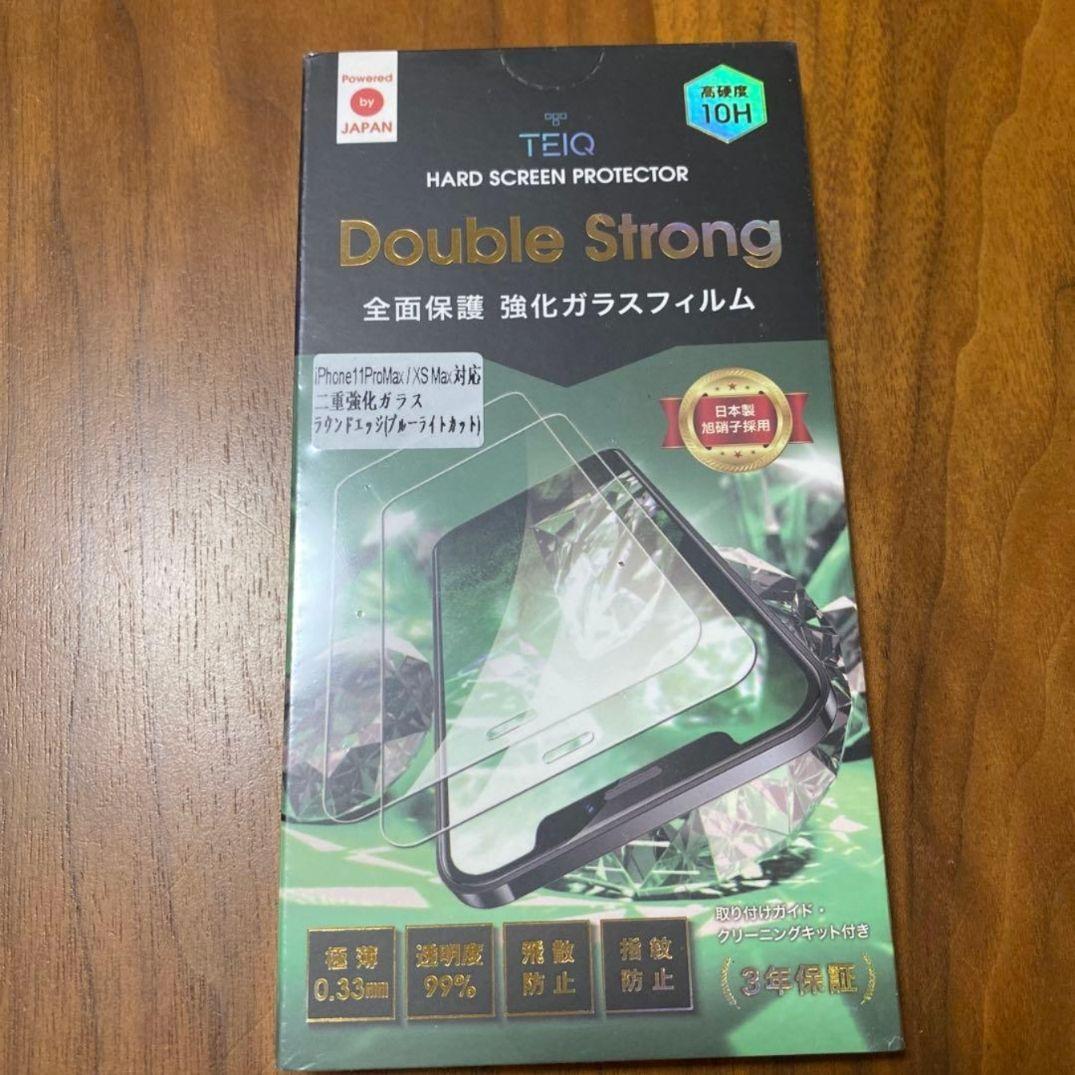 Powered
by
JAPAN
高硬度
10H
TEIQ
HARD SCREEN PROTECTOR
Double Strong
全面保護 強化ガラスフィルム
iPhone11ProMax / XS Max対応
二重強化ガラス
ラウンドエッジ(ブルーライトカット)
日本製
旭硝子採用
取り付けガイド・
クリーニングキット付き
極薄
0.33mm
透明度
99%
飛散
防止
指紋
防止
3年保証